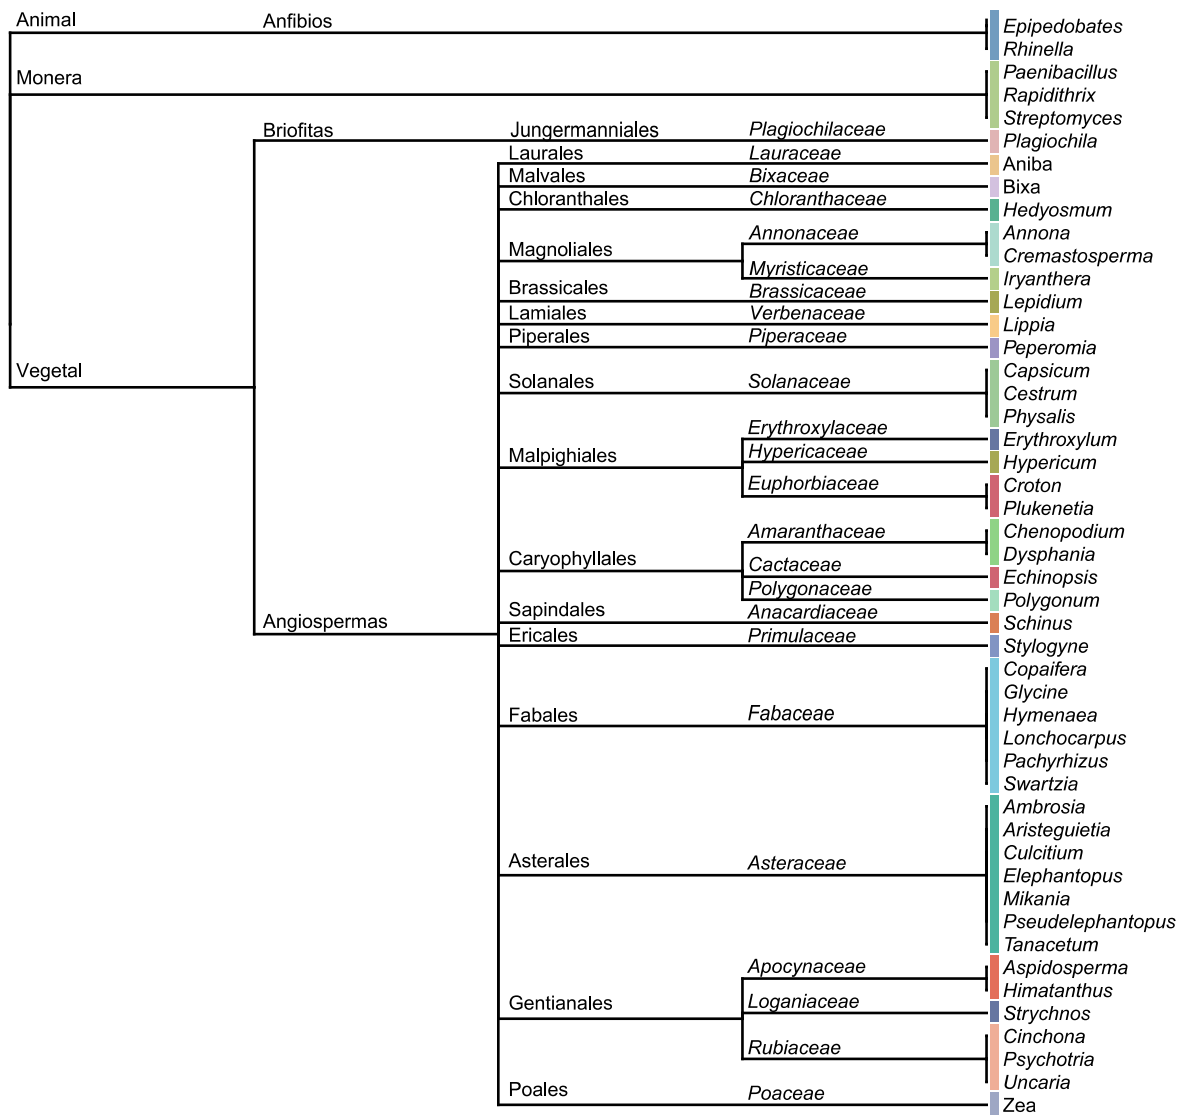 Animal
Anfibios
Epipedobates
Rhinella
Monera
Paenibacillus
Rapidithrix
Streptomyces
Vegetal
Briofitas
Jungermanniales
Plagiochilaceae
Plagiochila
Angiospermas
Laurales
Lauraceae
Aniba
Malvales
Bixaceae
Bixa
Chloranthales
Chloranthaceae
Hedyosmum
Magnoliales
Annonaceae
Annona
Cremastosperma
Myristicaceae
Iryanthera
Brassicales
Brassicaceae
Lepidium
Lamiales
Verbenaceae
Lippia
Piperales
Piperaceae
Peperomia
Solanales
Solanaceae
Capsicum
Cestrum
Physalis
Malpighiales
Erythroxylaceae
Erythroxylum
Hypericaceae
Hypericum
Euphorbiaceae
Croton
Plukenetia
Caryophyllales
Amaranthaceae
Chenopodium
Dysphania
Cactaceae
Echinopsis
Polygonaceae
Polygonum
Sapindales
Anacardiaceae
Schinus
Ericales
Primulaceae
Stylogyne
Fabales
Fabaceae
Copaifera
Glycine
Hymenaea
Lonchocarpus
Pachyrhizus
Swartzia
Asterales
Asteraceae
Ambrosia
Aristeguietia
Culcitium
Elephantopus
Mikania
Pseudelephantopus
Tanacetum
Gentianales
Apocynaceae
Aspidosperma
Himatanthus
Loganiaceae
Strychnos
Rubiaceae
Cinchona
Psychotria
Uncaria
Poales
Poaceae
Zea